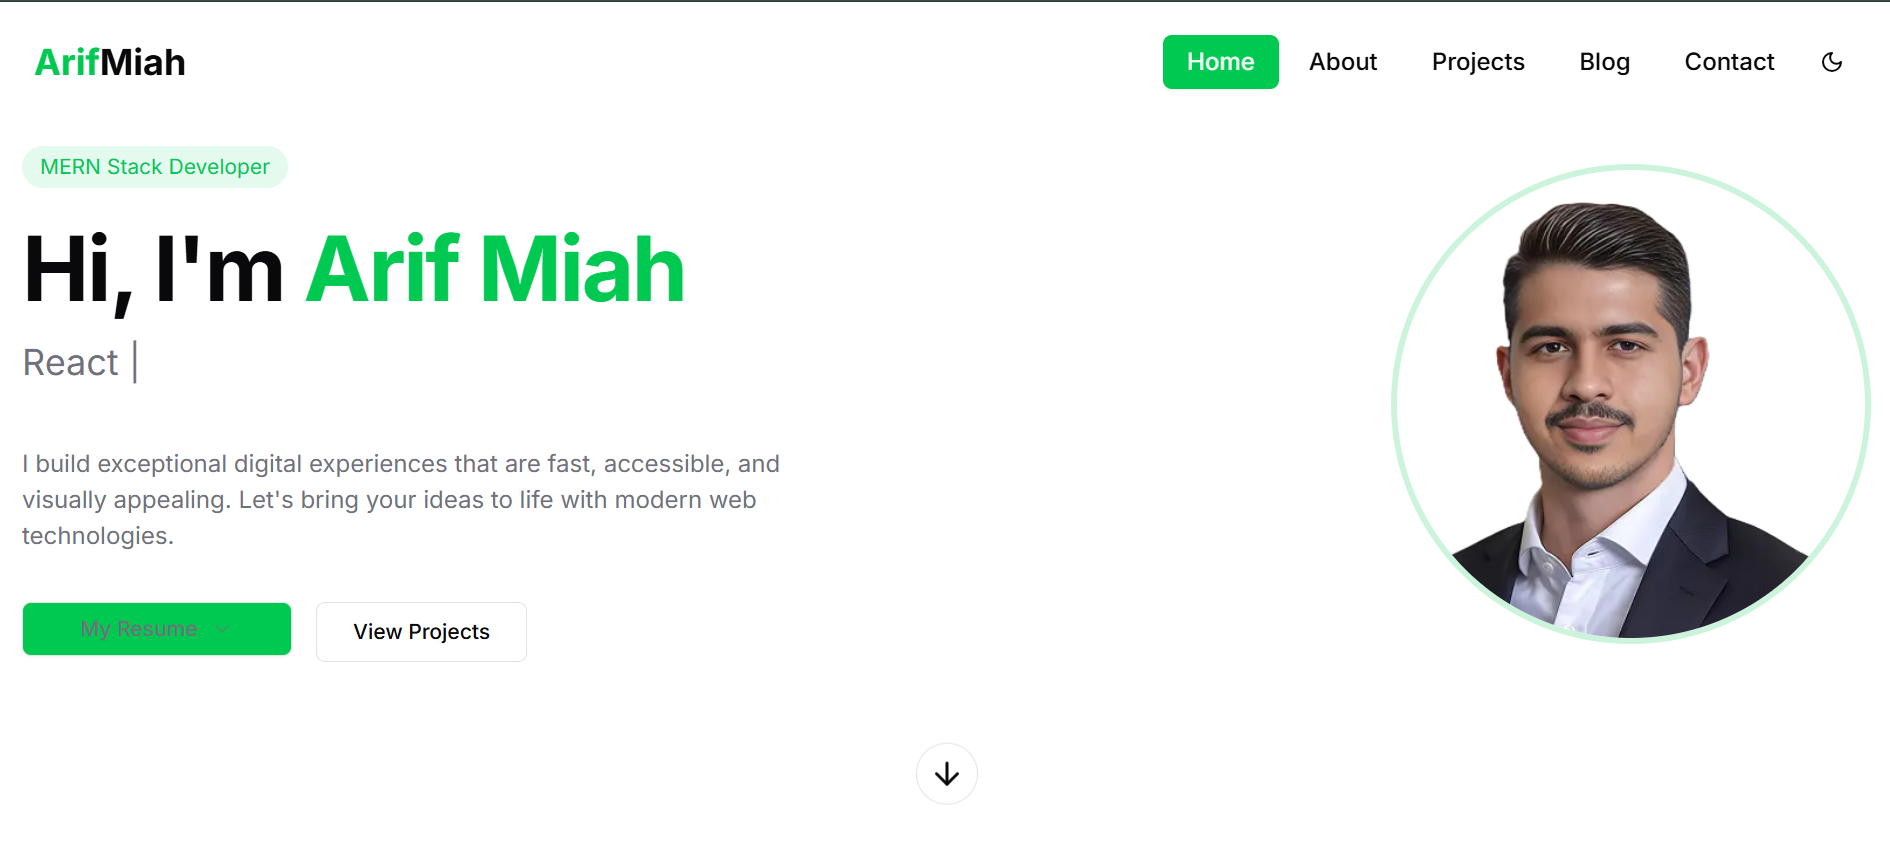 ArifMiah
Home About Projects Blog Contact
MERN Stack Developer
Hi, I'm Arif Miah
React |
I build exceptional digital experiences that are fast, accessible, and
visually appealing. Let's bring your ideas to life with modern web
technologies.
My Resume
View Projects